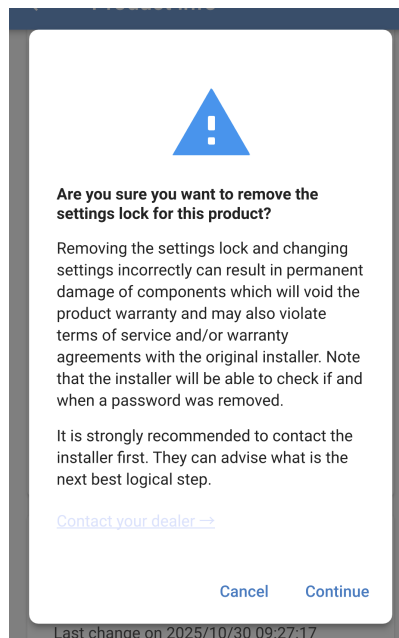 Are you sure you want to remove the
settings lock for this product?
Removing the settings lock and changing
settings incorrectly can result in permanent
damage of components which will void the
product warranty and may also violate
terms of service and/or warranty
agreements with the original installer. Note
that the installer will be able to check if and
when a password was removed.
It is strongly recommended to contact the
installer first. They can advise what is the
next best logical step.
Contact your dealer →
Cancel Continue
Last change on 2025/10/30 09:27:17